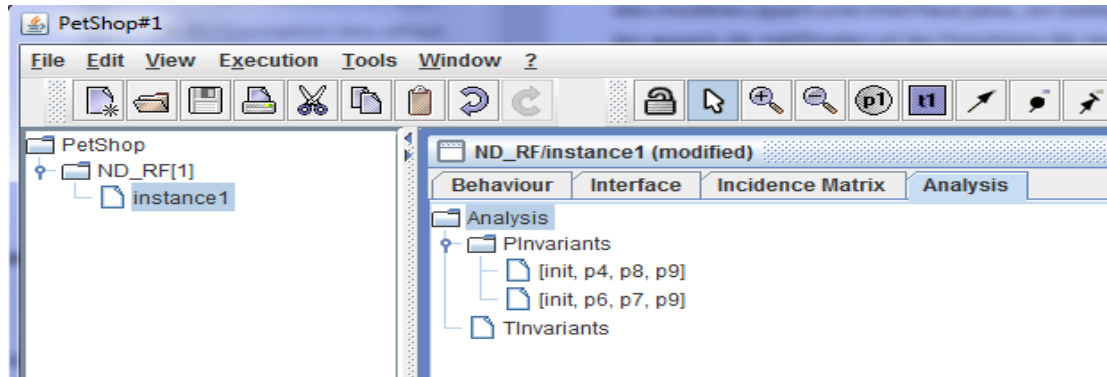 PetShop#1
File Edit View Execution Tools Window ?
p1 t1
PetShop
ND_RF[1]
instance1
ND_RF/instance1 (modified)
Behaviour Interface Incidence Matrix Analysis
Analysis
PInvariants
[init, p4, p8, p9]
[init, p6, p7, p9]
TInvariants